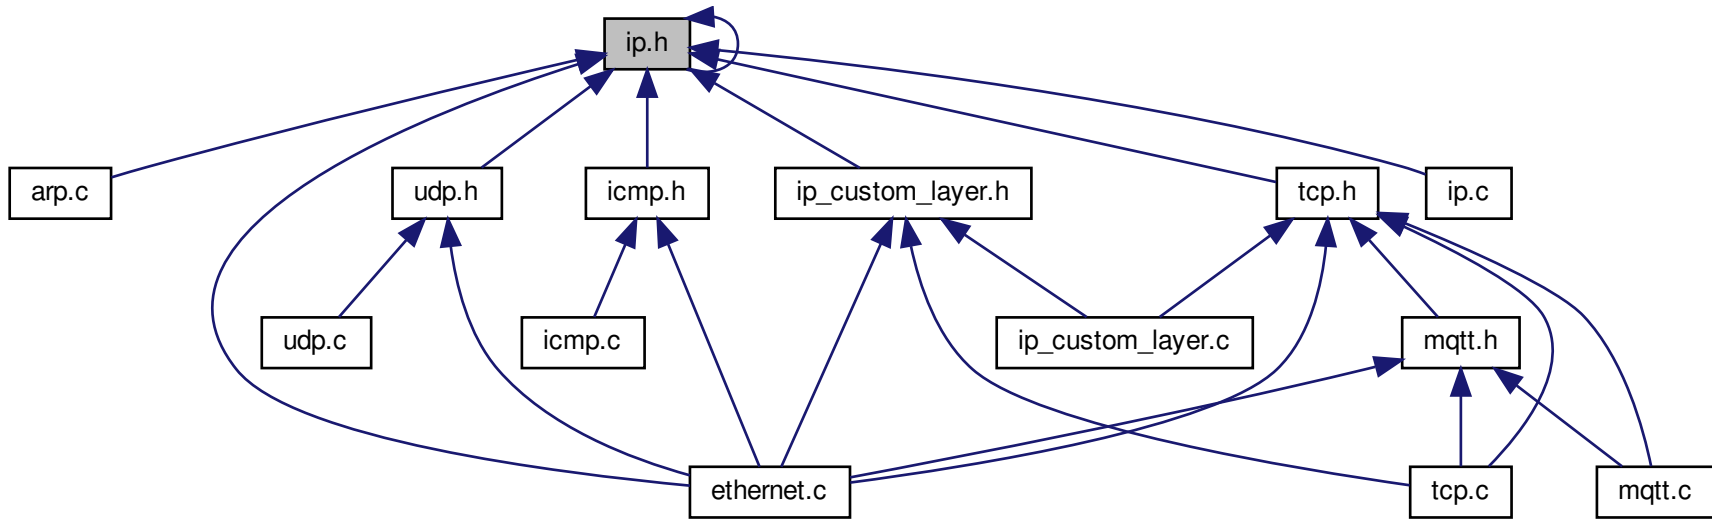 ip.h
arp.c
udp.h
icmp.h
ip_custom_layer.h
tcp.h
ip.c
udp.c
icmp.c
ip_custom_layer.c
mqtt.h
ethernet.c
tcp.c
mqtt.c